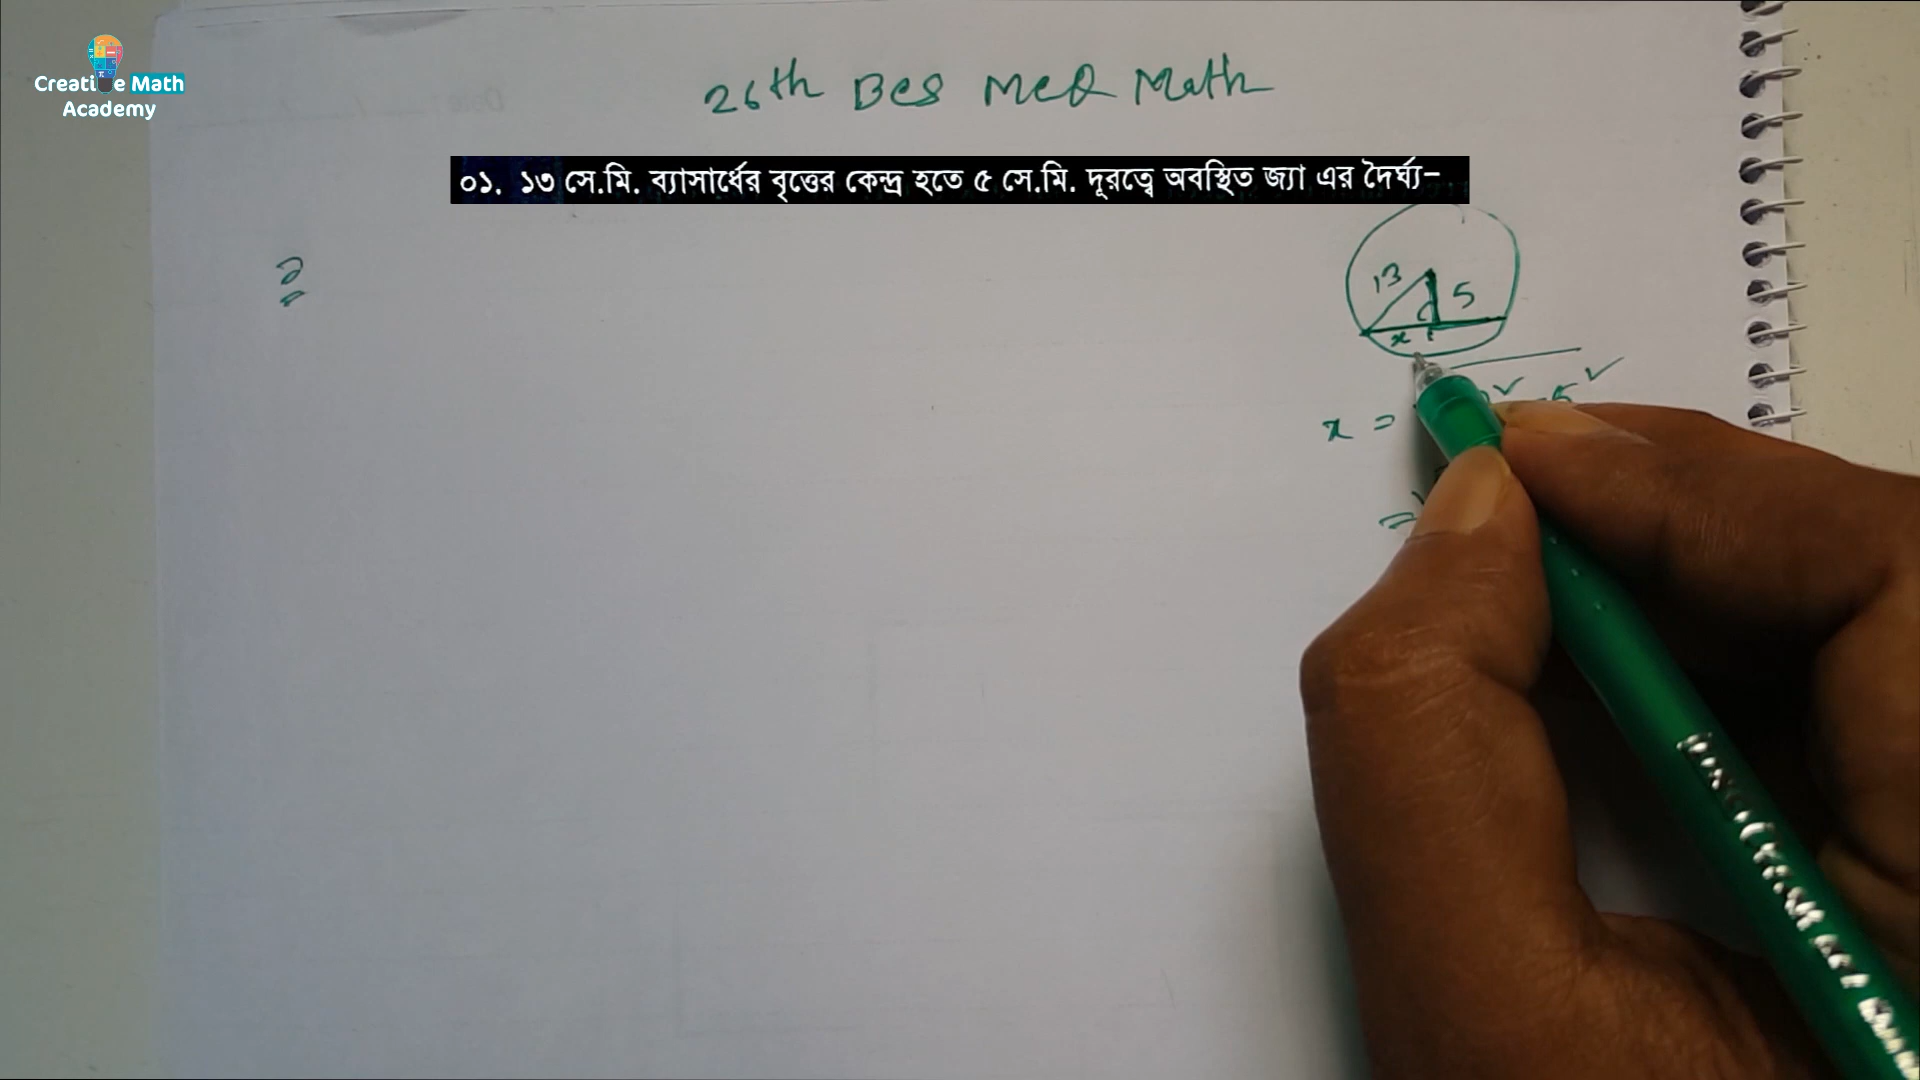 Creative Math
Academy
26th Bcs McQ Math
০১. ১৩ সে.মি. ব্যাসার্ধের বৃত্তের কেন্দ্র হতে ৫ সে.মি. দূরত্বে অবস্থিত জ্যা এর দৈর্ঘ্য–
13
5
x
x =
=